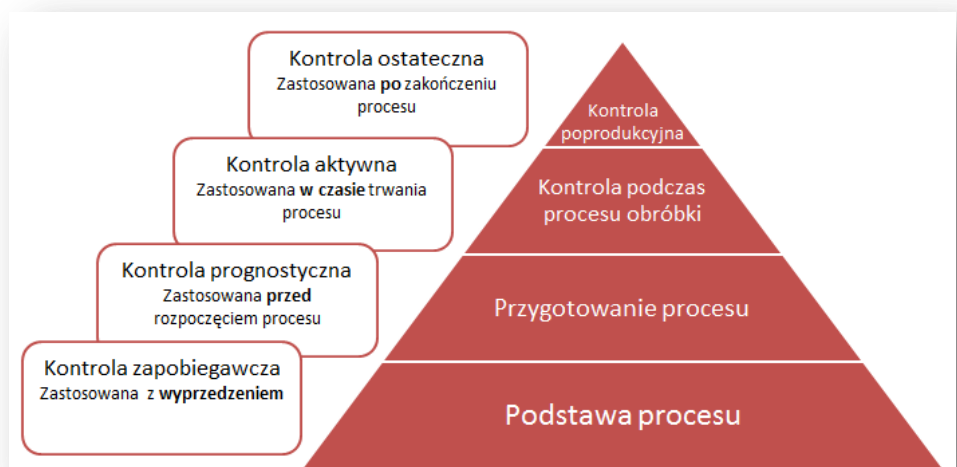 Kontrola ostateczna
Zastosowana po zakończeniu
procesu
Kontrola
poprodukcyjna
Kontrola aktywna
Zastosowana w czasie trwania
procesu
Kontrola podczas
procesu obróbki
Kontrola prognostyczna
Zastosowana przed
rozpoczęciem procesu
Przygotowanie procesu
Kontrola zapobiegawcza
Zastosowana z wyprzedzeniem
Podstawa procesu